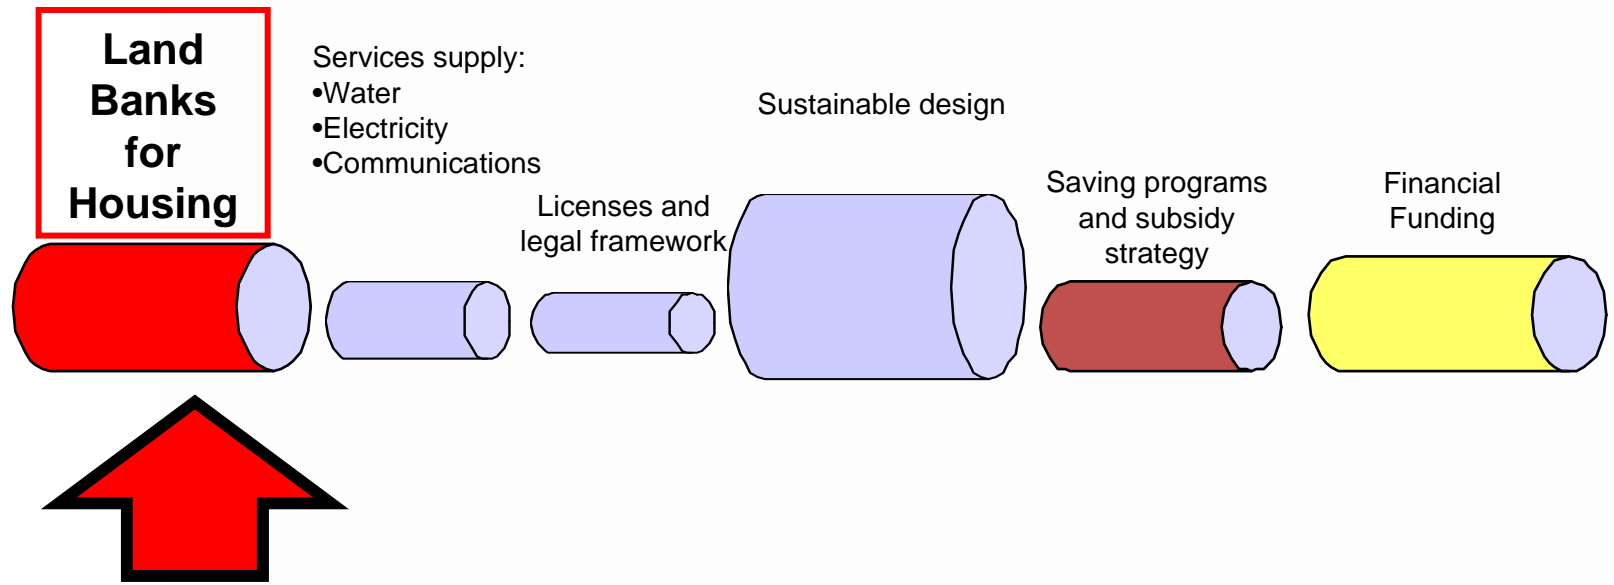 Land
Banks
for
Housing
Services supply:
•Water
•Electricity
•Communications
Licenses and
legal framework
Sustainable design
Saving programs
and subsidy
strategy
Financial
Funding